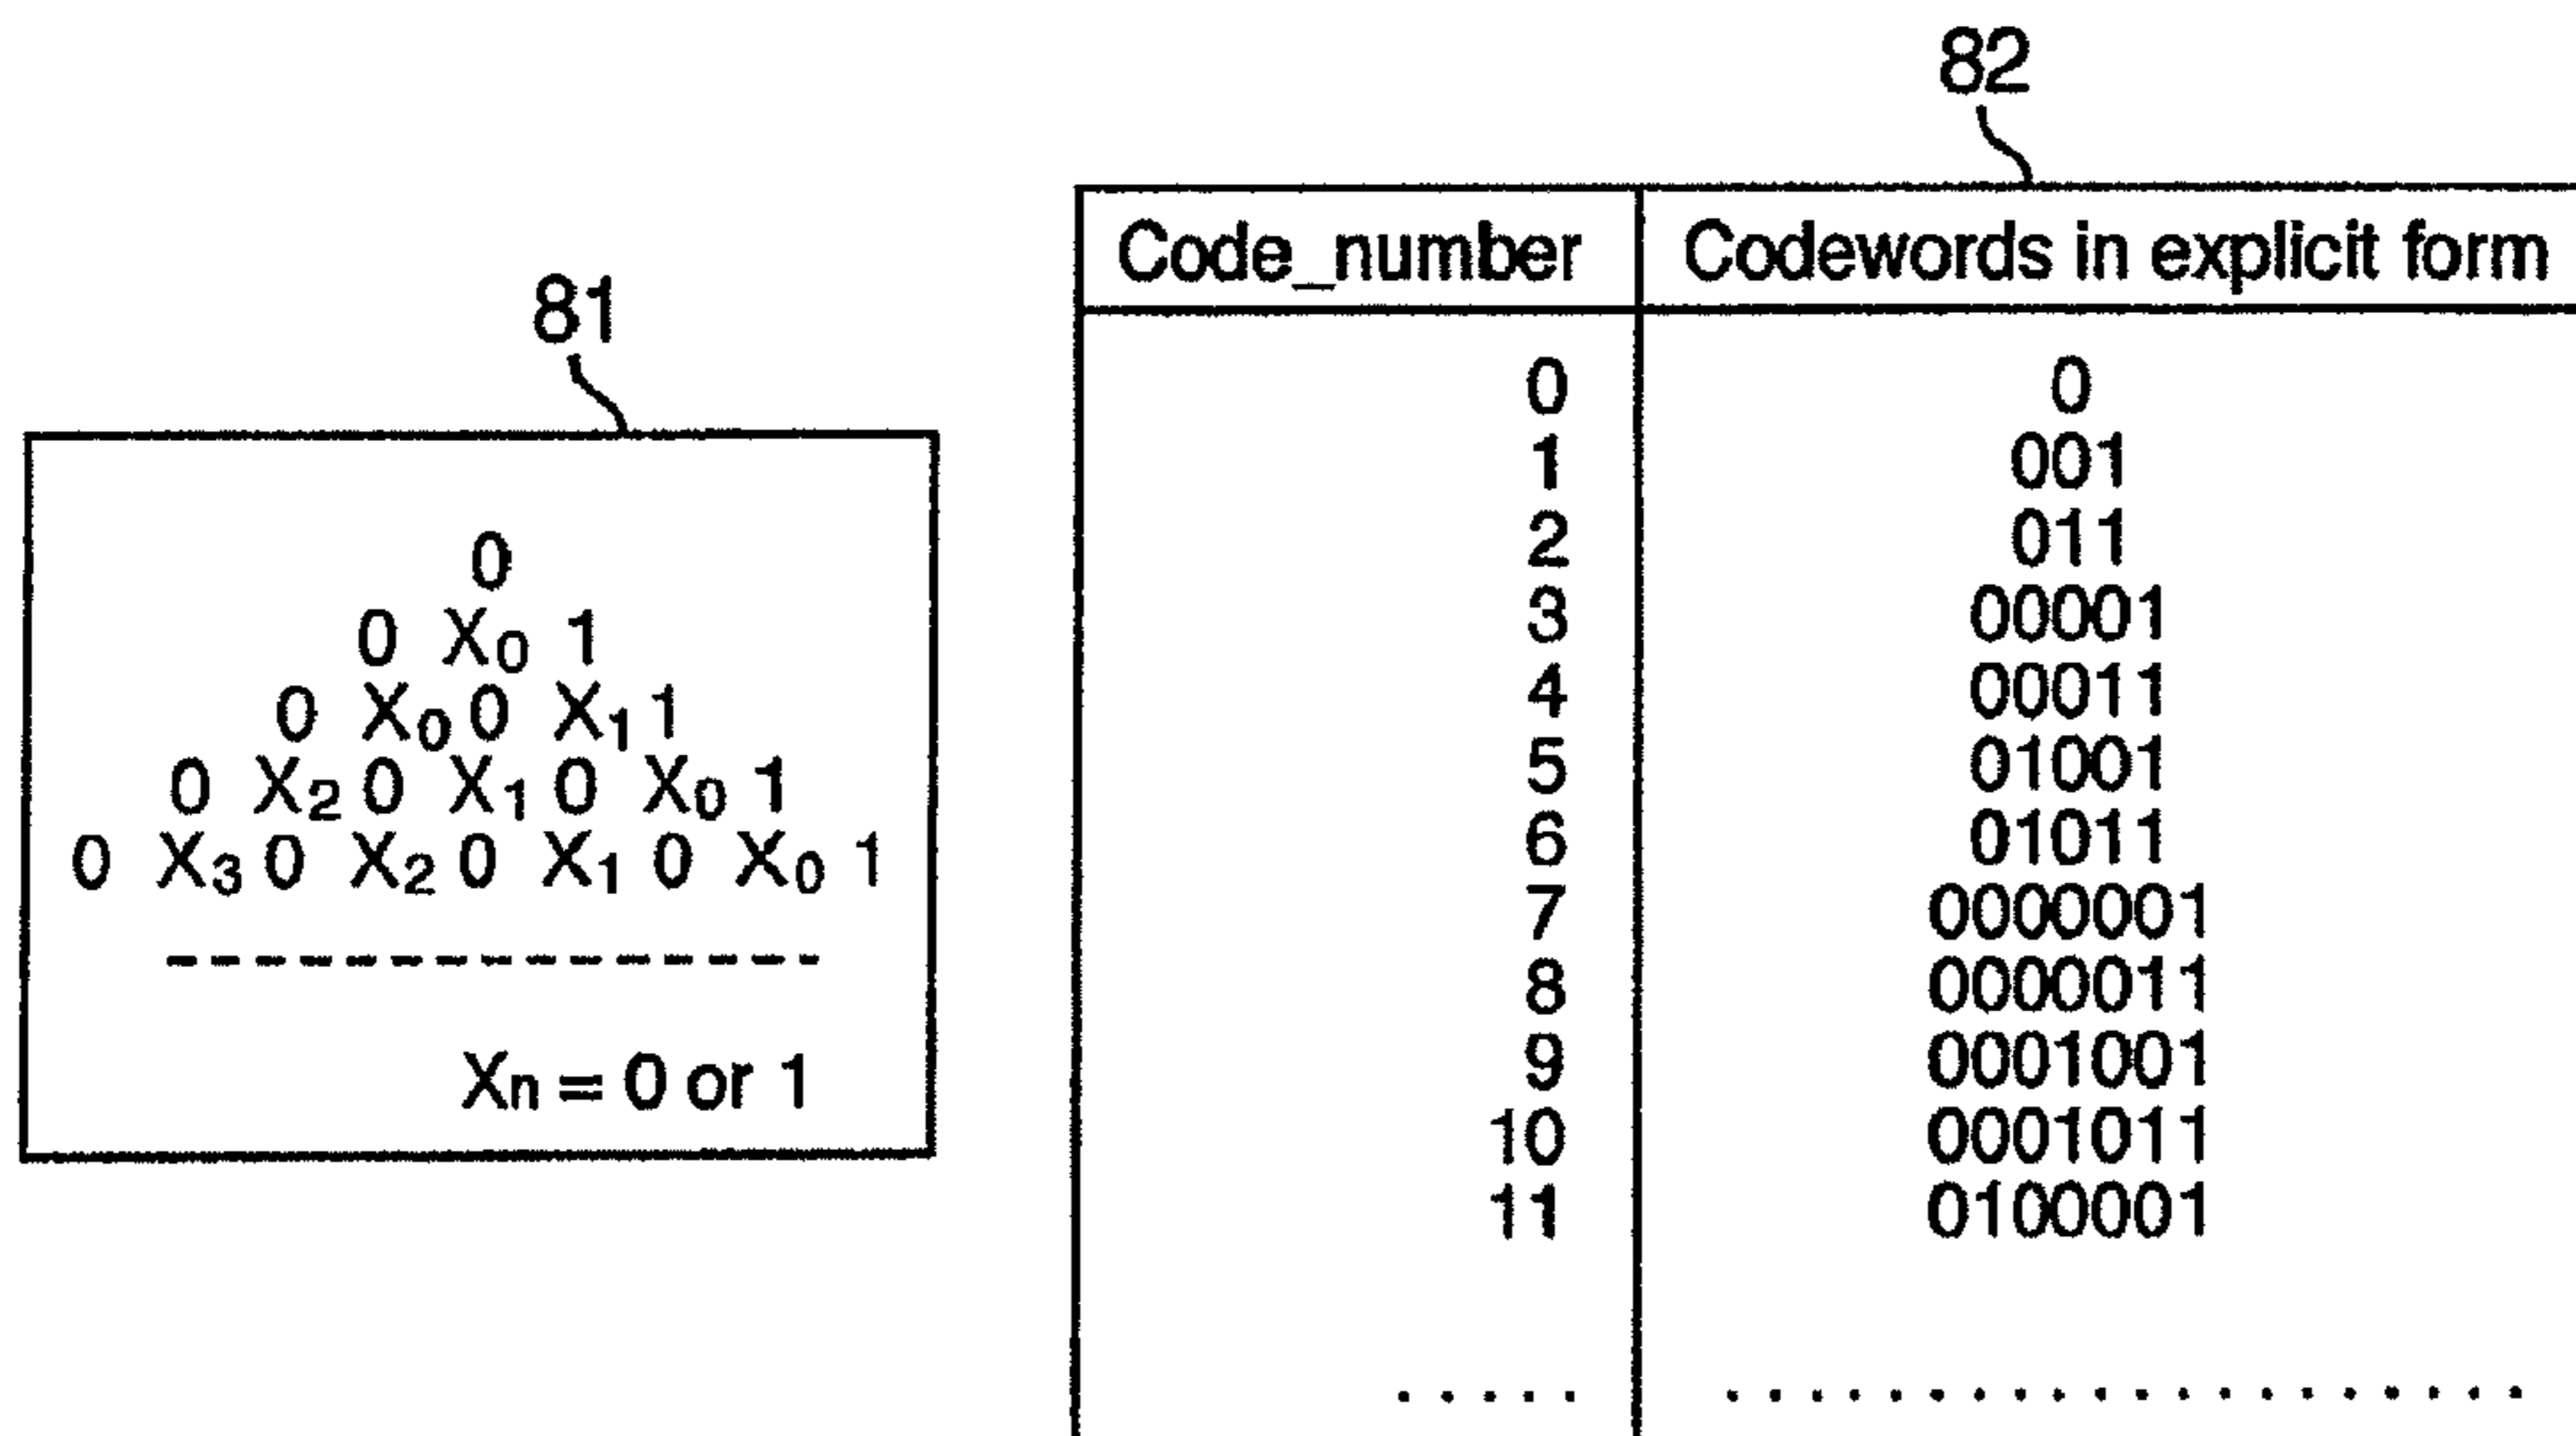 81
0
0 X₀ 1
0 X₀ 0 X₁ 1
0 X₂ 0 X₁ 0 X₀ 1
0 X₃ 0 X₂ 0 X₁ 0 X₀ 1
Xn = 0 or 1
82
Code_number Codewords in explicit form
0 0
1 001
2 011
3 00001
4 00011
5 01001
6 01011
7 0000001
8 0000011
9 0001001
10 0001011
11 0100001
..... ....................